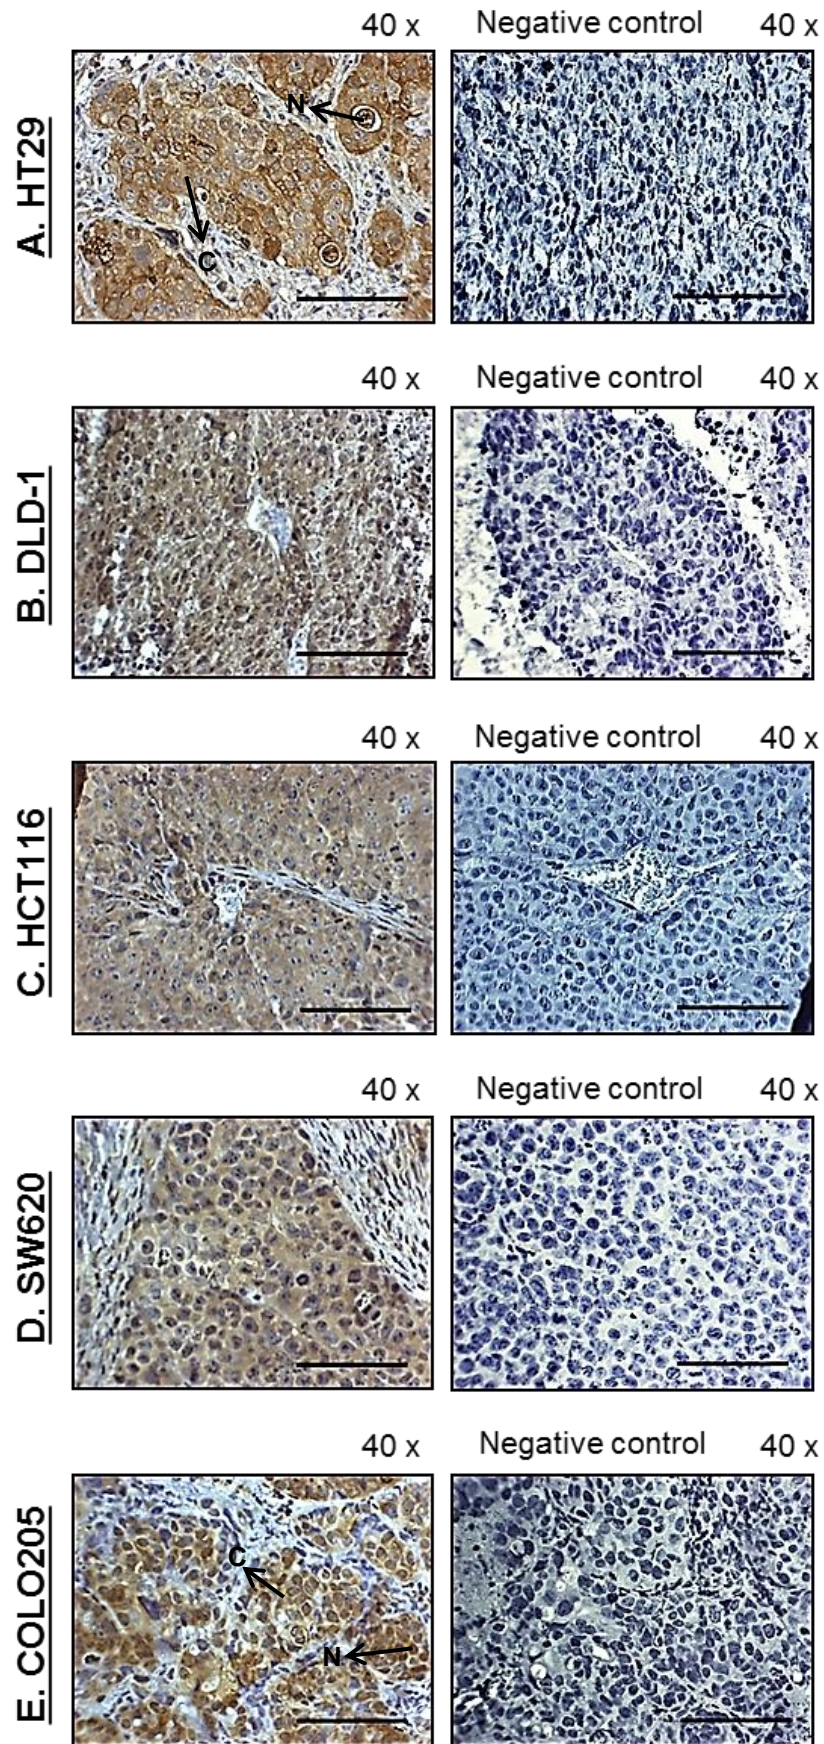 40 x
Negative control 40 x
A. HT29
N
C
40 x
Negative control 40 x
B. DLD-1
40 x
Negative control 40 x
C. HCT116
40 x
Negative control 40 x
D. SW620
40 x
Negative control 40 x
E. COLO205
C
N